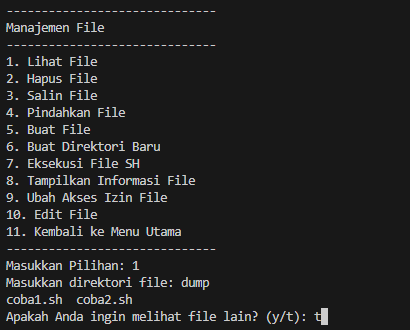 ------------------------------
Manajemen File
------------------------------
1. Lihat File
2. Hapus File
3. Salin File
4. Pindahkan File
5. Buat File
6. Buat Direktori Baru
7. Eksekusi File SH
8. Tampilkan Informasi File
9. Ubah Akses Izin File
10. Edit File
11. Kembali ke Menu Utama
------------------------------
Masukkan Pilihan: 1
Masukkan direktori file: dump
coba1.sh  coba2.sh
Apakah Anda ingin melihat file lain? (y/t): t